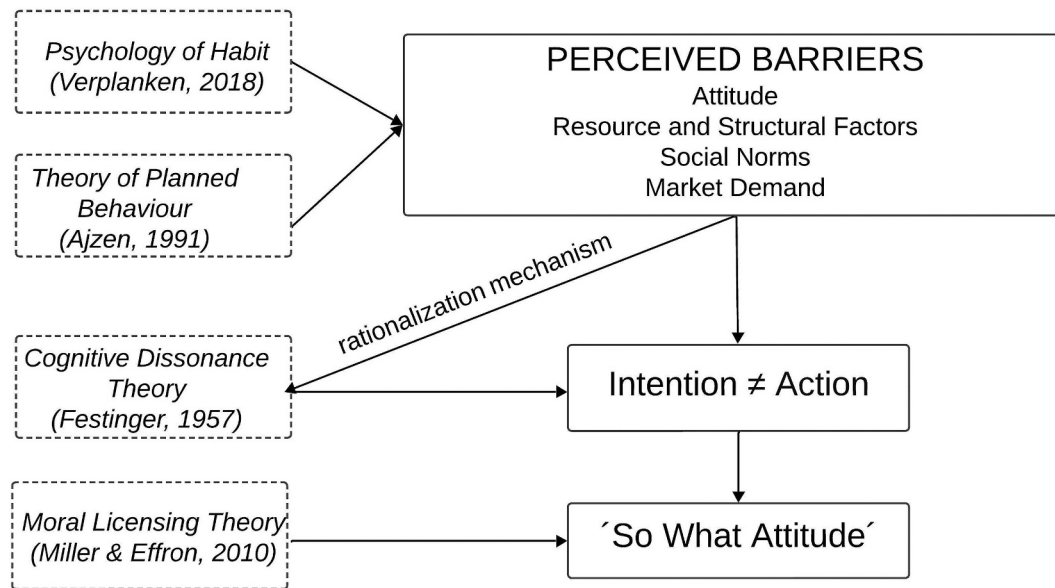 Psychology of Habit
(Verplanken, 2018)
PERCEIVED BARRIERS
Attitude
Resource and Structural Factors
Social Norms
Market Demand
Theory of Planned
Behaviour
(Ajzen, 1991)
rationalization mechanism
Cognitive Dissonance
Theory
(Festinger, 1957)
Intention ≠ Action
Moral Licensing Theory
(Miller & Effron, 2010)
´So What Attitude´